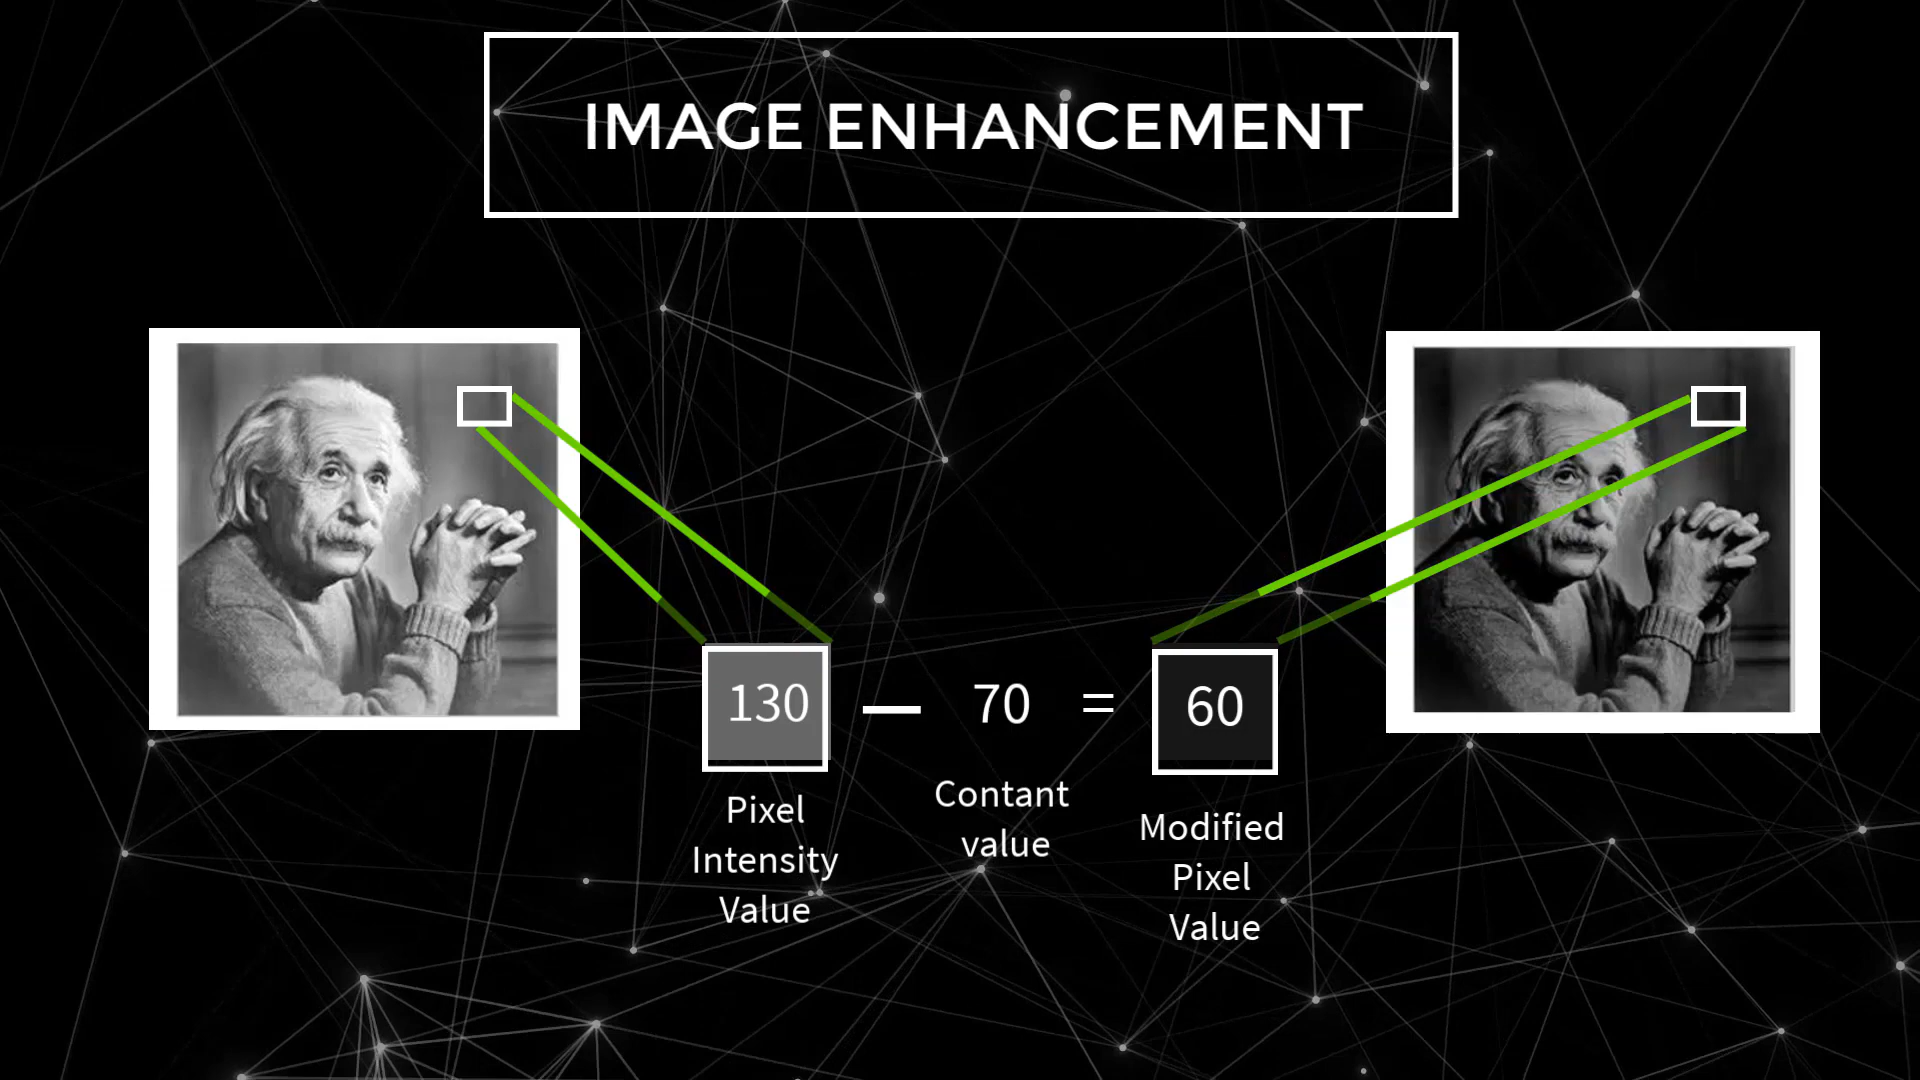 IMAGE ENHANCEMENT
130 — 70 = 60
Pixel
Intensity
Value
Contant
value
Modified
Pixel
Value